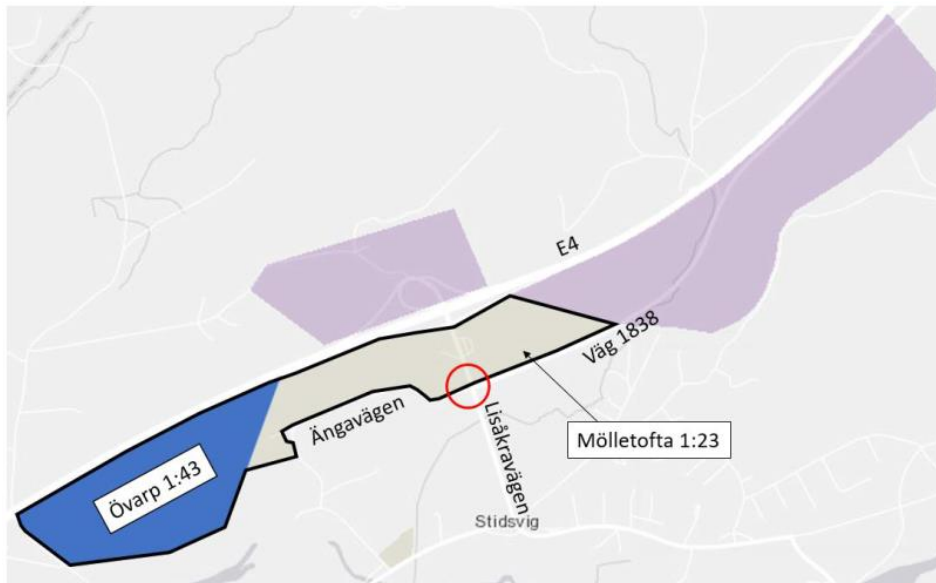 E4
Väg 1838
Ängavägen
Lisåkravägen
Mölletofta 1:23
Övarp 1:43
Stidsvig